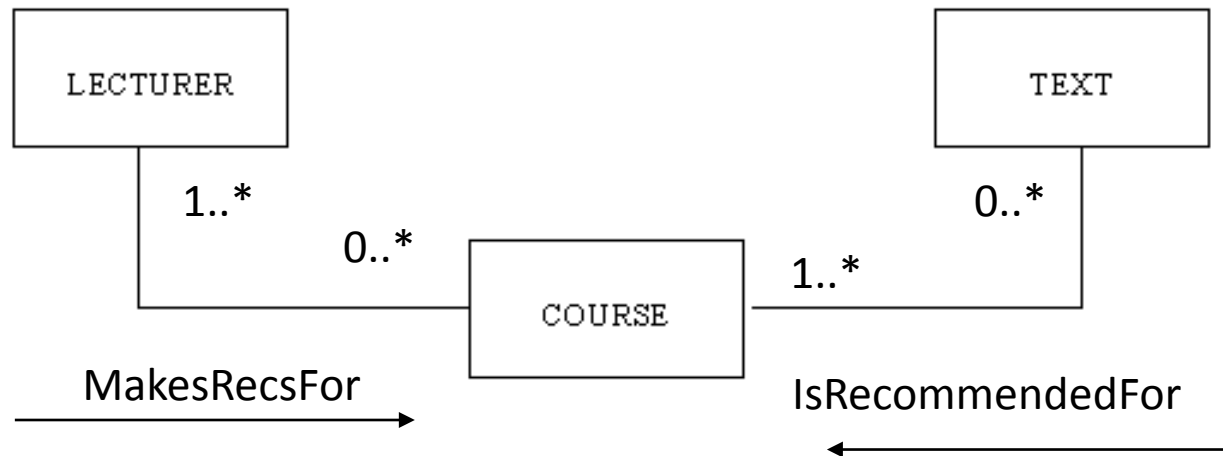 LECTURER
TEXT
1..*
0..*
0..*
1..*
COURSE
MakesRecsFor
IsRecommendedFor